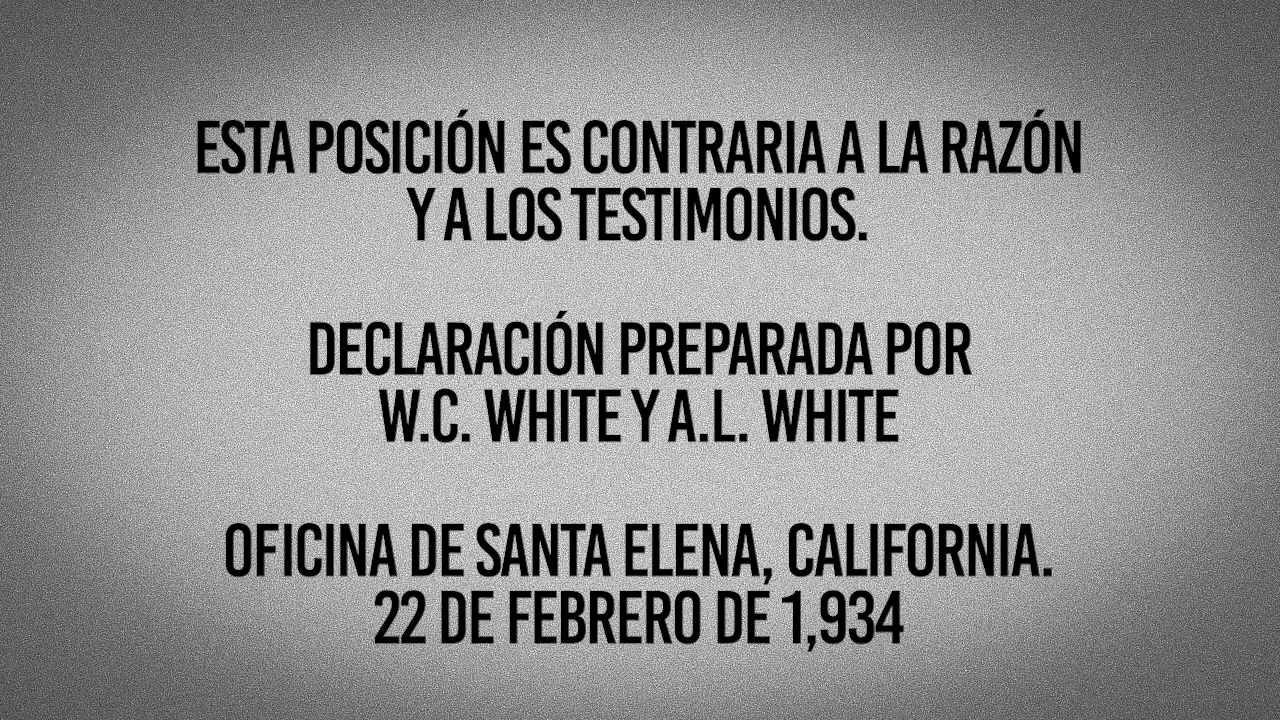 ESTA POSICIÓN ES CONTRARIA A LA RAZÓN
Y A LOS TESTIMONIOS.
DECLARACIÓN PREPARADA POR
W.C. WHITE Y A.L. WHITE
OFICINA DE SANTA ELENA, CALIFORNIA.
22 DE FEBRERO DE 1,934